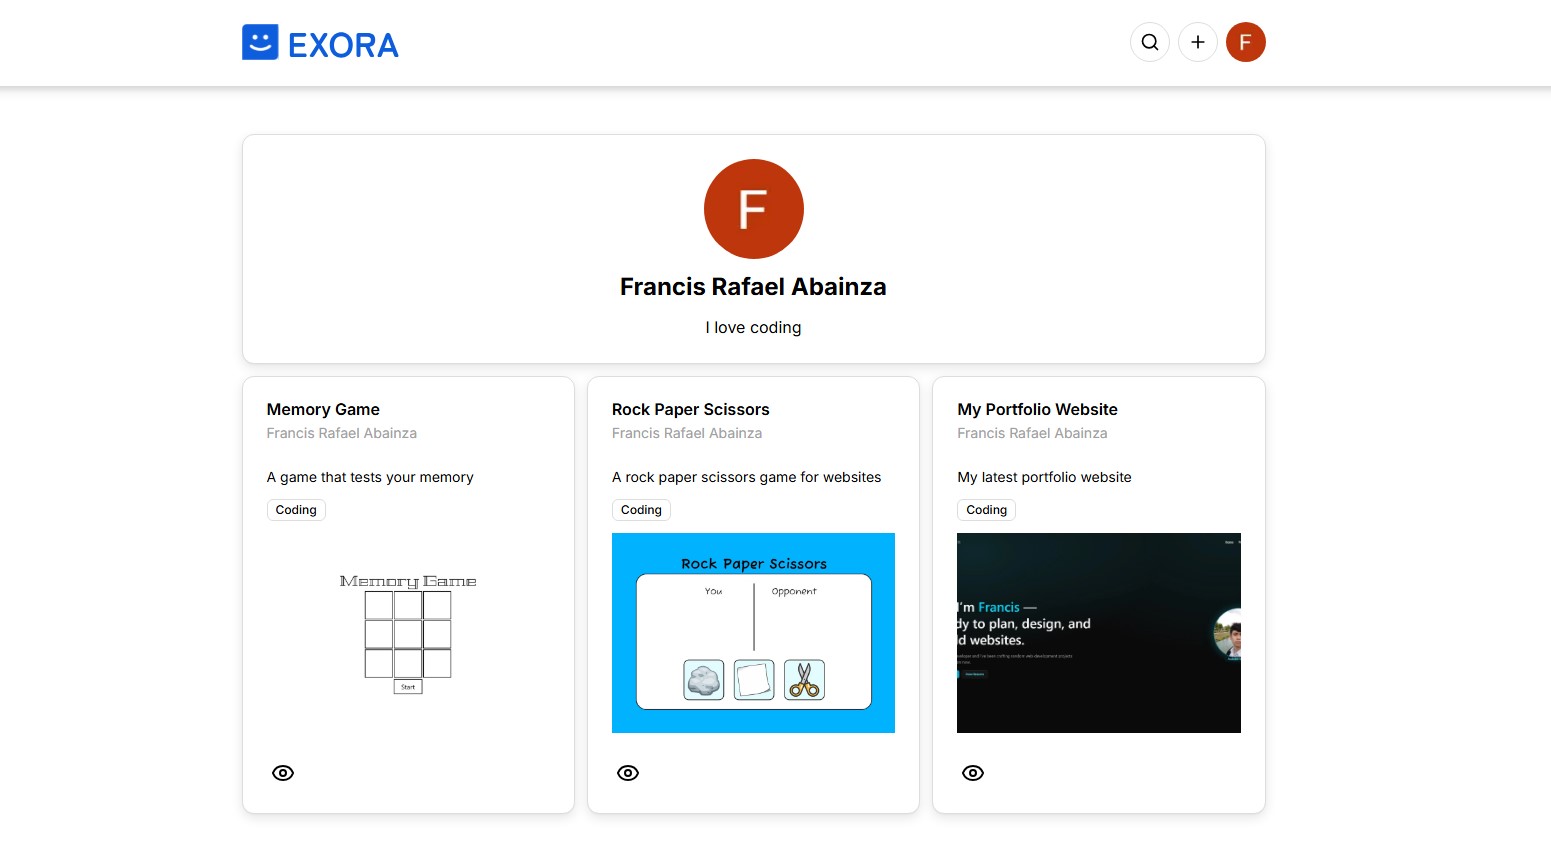 EXORA
F
F
Francis Rafael Abainza
I love coding
Memory Game
Francis Rafael Abainza
A game that tests your memory
Coding
Memory Game
Start
Rock Paper Scissors
Francis Rafael Abainza
A rock paper scissors game for websites
Coding
Rock Paper Scissors
You
Opponent
My Portfolio Website
Francis Rafael Abainza
My latest portfolio website
Coding
I'm Francis —
dy to plan, design, and
d websites.